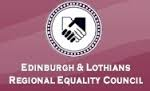 EDINBURGH & LOTHIANS
REGIONAL EQUALITY COUNCIL